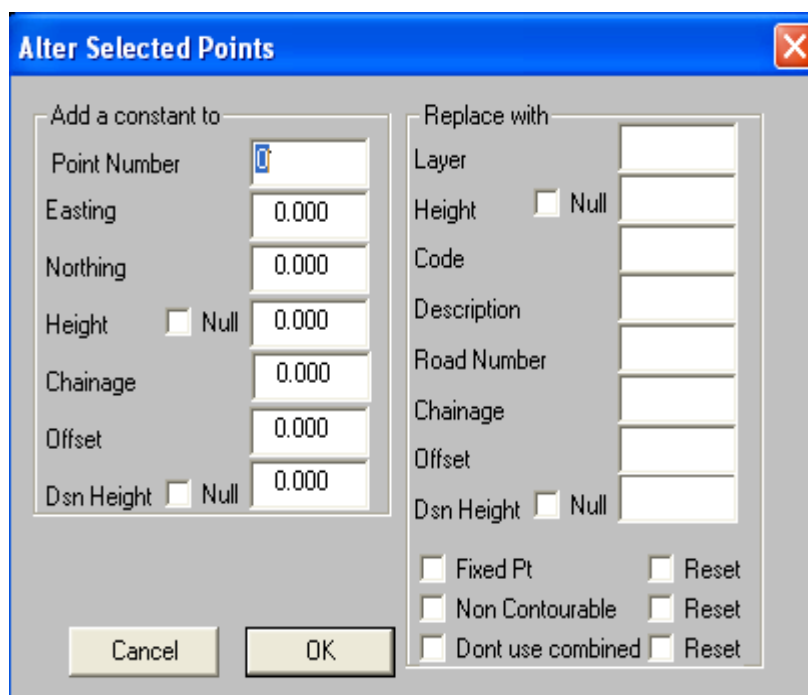 Alter Selected Points
Add a constant to
Point Number 0
Easting 0.000
Northing 0.000
Height Null 0.000
Chainage 0.000
Offset 0.000
Dsn Height Null 0.000
Cancel OK
Replace with
Layer
Height Null
Code
Description
Road Number
Chainage
Offset
Dsn Height Null
Fixed Pt Reset
Non Contourable Reset
Dont use combined Reset